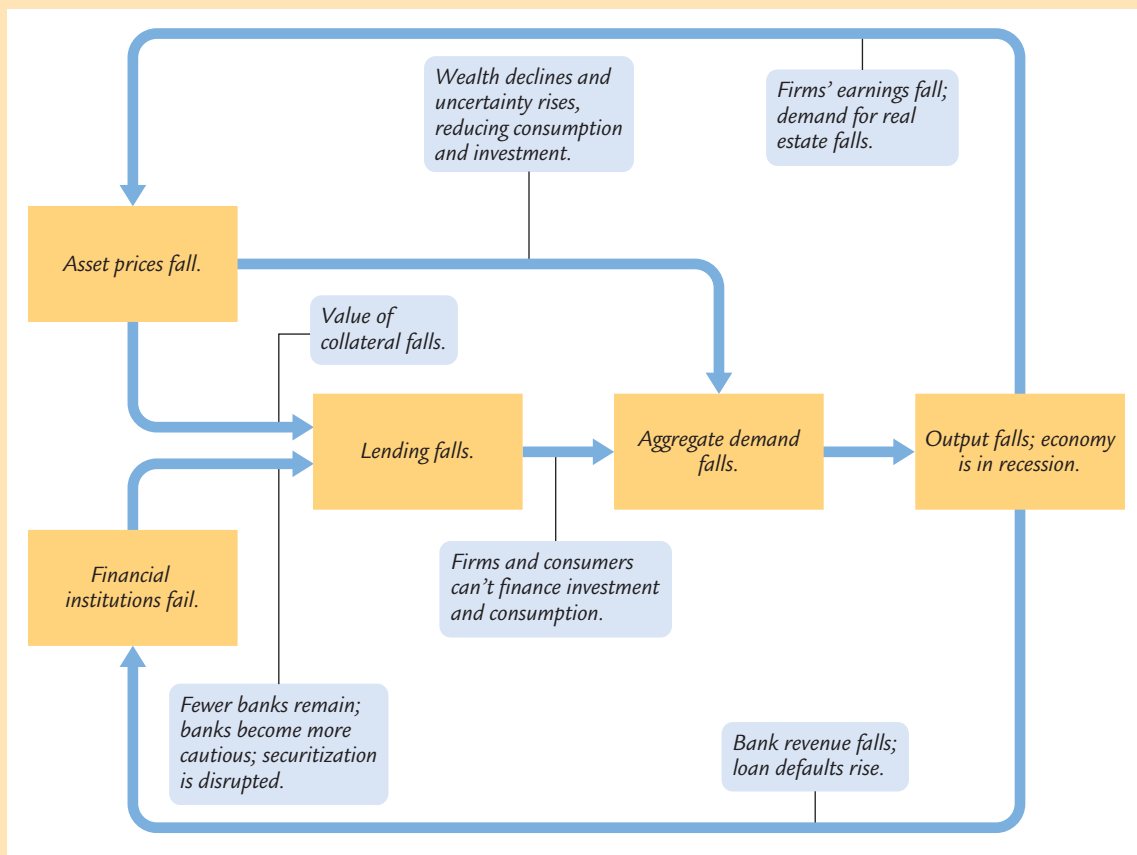 Wealth declines and
uncertainty rises,
reducing consumption
and investment.
Firms’ earnings fall;
demand for real
estate falls.
Asset prices fall.
Value of
collateral falls.
Lending falls.
Aggregate demand
falls.
Output falls; economy
is in recession.
Financial
institutions fail.
Firms and consumers
can’t finance investment
and consumption.
Fewer banks remain;
banks become more
cautious; securitization
is disrupted.
Bank revenue falls;
loan defaults rise.